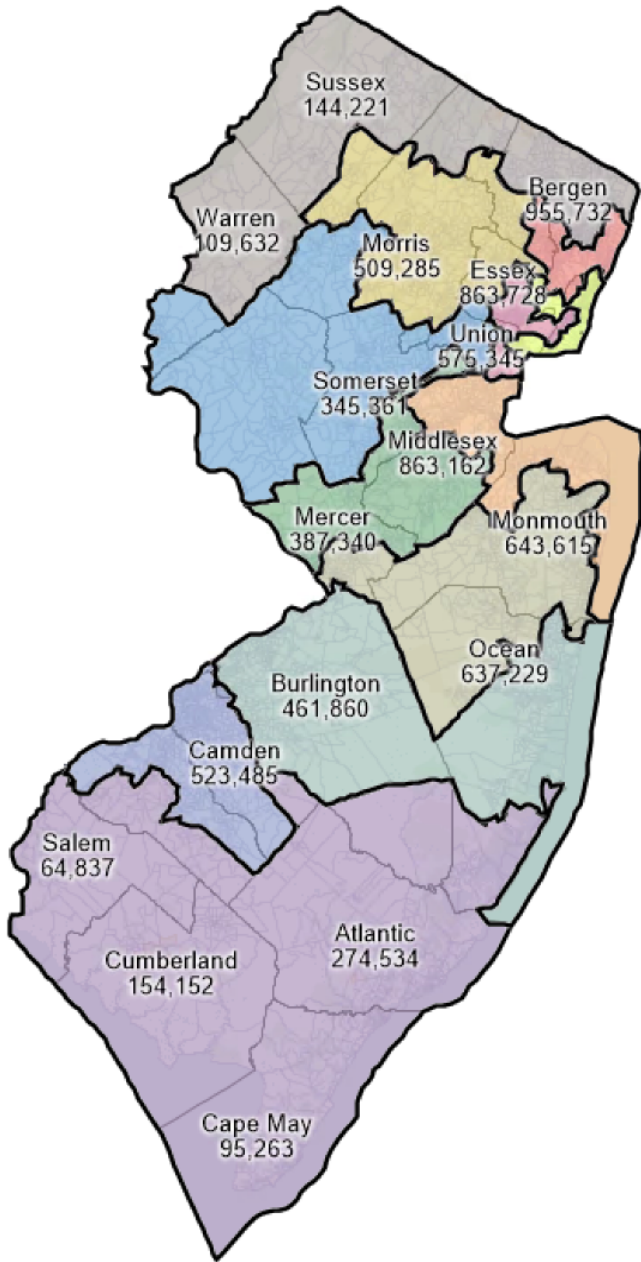 Sussex
144,221
Bergen
955,732
Warren
109,632
Morris
509,285
Essex
863,728
Union
575,345
Somerset
345,361
Middlesex
863,162
Mercer
387,340
Monmouth
643,615
Ocean
637,229
Burlington
461,860
Camden
523,485
Salem
64,837
Atlantic
274,534
Cumberland
154,152
Cape May
95,263